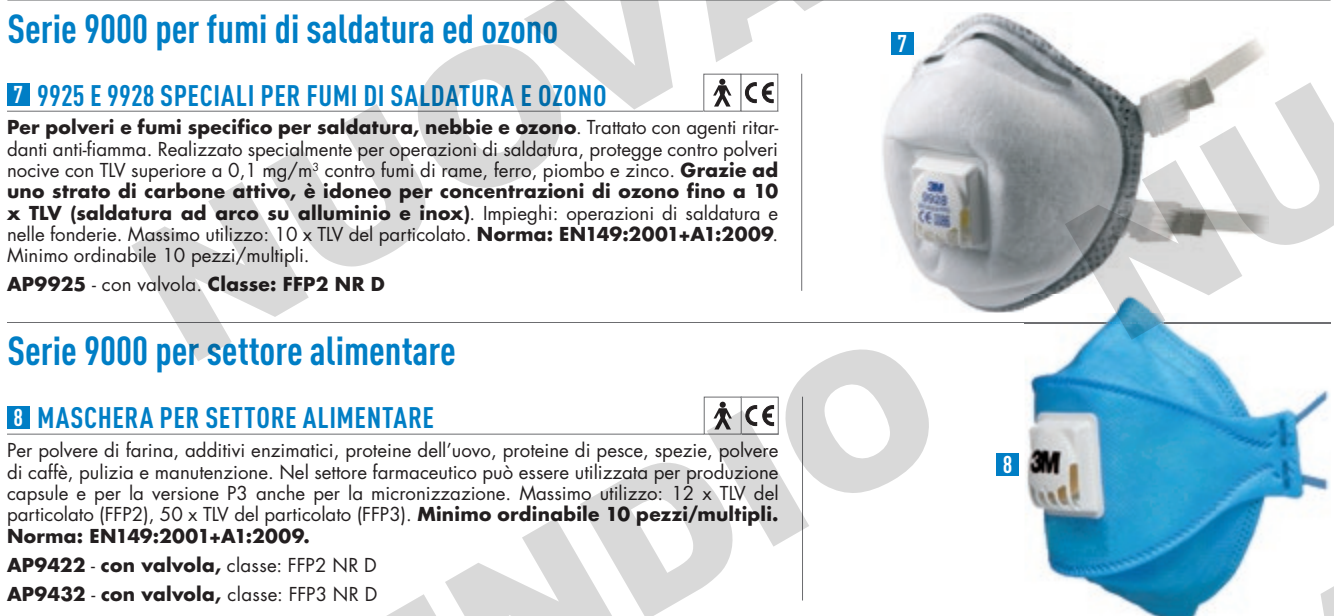 Serie 9000 per fumi di saldatura ed ozono
7 9925 E 9928 SPECIALI PER FUMI DI SALDATURA E OZONO
CE
Per polveri e fumi specifico per saldatura, nebbie e ozono. Trattato con agenti ritar-
danti anti-fiamma. Realizzato specialmente per operazioni di saldatura, protegge contro polveri
nocive con TLV superiore a 0,1 mg/m³ contro fumi di rame, ferro, piombo e zinco. Grazie ad
uno strato di carbone attivo, è idoneo per concentrazioni di ozono fino a 10
x TLV (saldatura ad arco su alluminio e inox). Impieghi: operazioni di saldatura e
nelle fonderie. Massimo utilizzo: 10 x TLV del particolato. Norma: EN149:2001+A1:2009.
Minimo ordinabile 10 pezzi/multipli.
AP9925 - con valvola. Classe: FFP2 NR D
7
3M
9928
CE
Serie 9000 per settore alimentare
8 MASCHERA PER SETTORE ALIMENTARE
CE
Per polvere di farina, additivi enzimatici, proteine dell'uovo, proteine di pesce, spezie, polvere
di caffè, pulizia e manutenzione. Nel settore farmaceutico può essere utilizzata per produzione
capsule e per la versione P3 anche per la micronizzazione. Massimo utilizzo: 12 x TLV del
particolato (FFP2), 50 x TLV del particolato (FFP3). Minimo ordinabile 10 pezzi/multipli.
Norma: EN149:2001+A1:2009.
AP9422 - con valvola, classe: FFP2 NR D
AP9432 - con valvola, classe: FFP3 NR D
8
3M
NUOVA
NU
NDIO